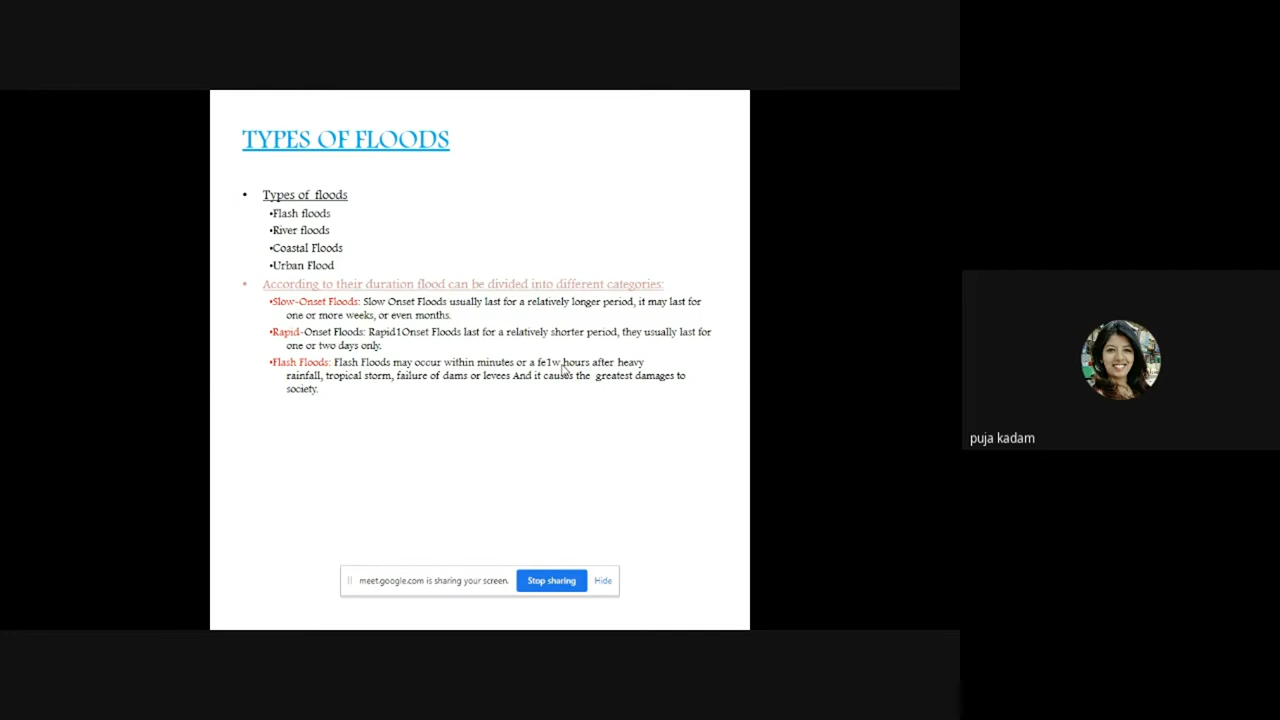 TYPES OF FLOODS
• Types of floods
•Flash floods
•River floods
•Coastal Floods
•Urban Flood
• According to their duration flood can be divided into different categories:
•Slow-Onset Floods: Slow Onset Floods usually last for a relatively longer period, it may last for
one or more weeks, or even months.
•Rapid-Onset Floods: Rapid1Onset Floods last for a relatively shorter period, they usually last for
one or two days only.
•Flash Floods: Flash Floods may occur within minutes or a fe1w hours after heavy
rainfall, tropical storm, failure of dams or levees And it causes the greatest damages to
society.
meet.google.com is sharing your screen. Stop sharing Hide
puja kadam